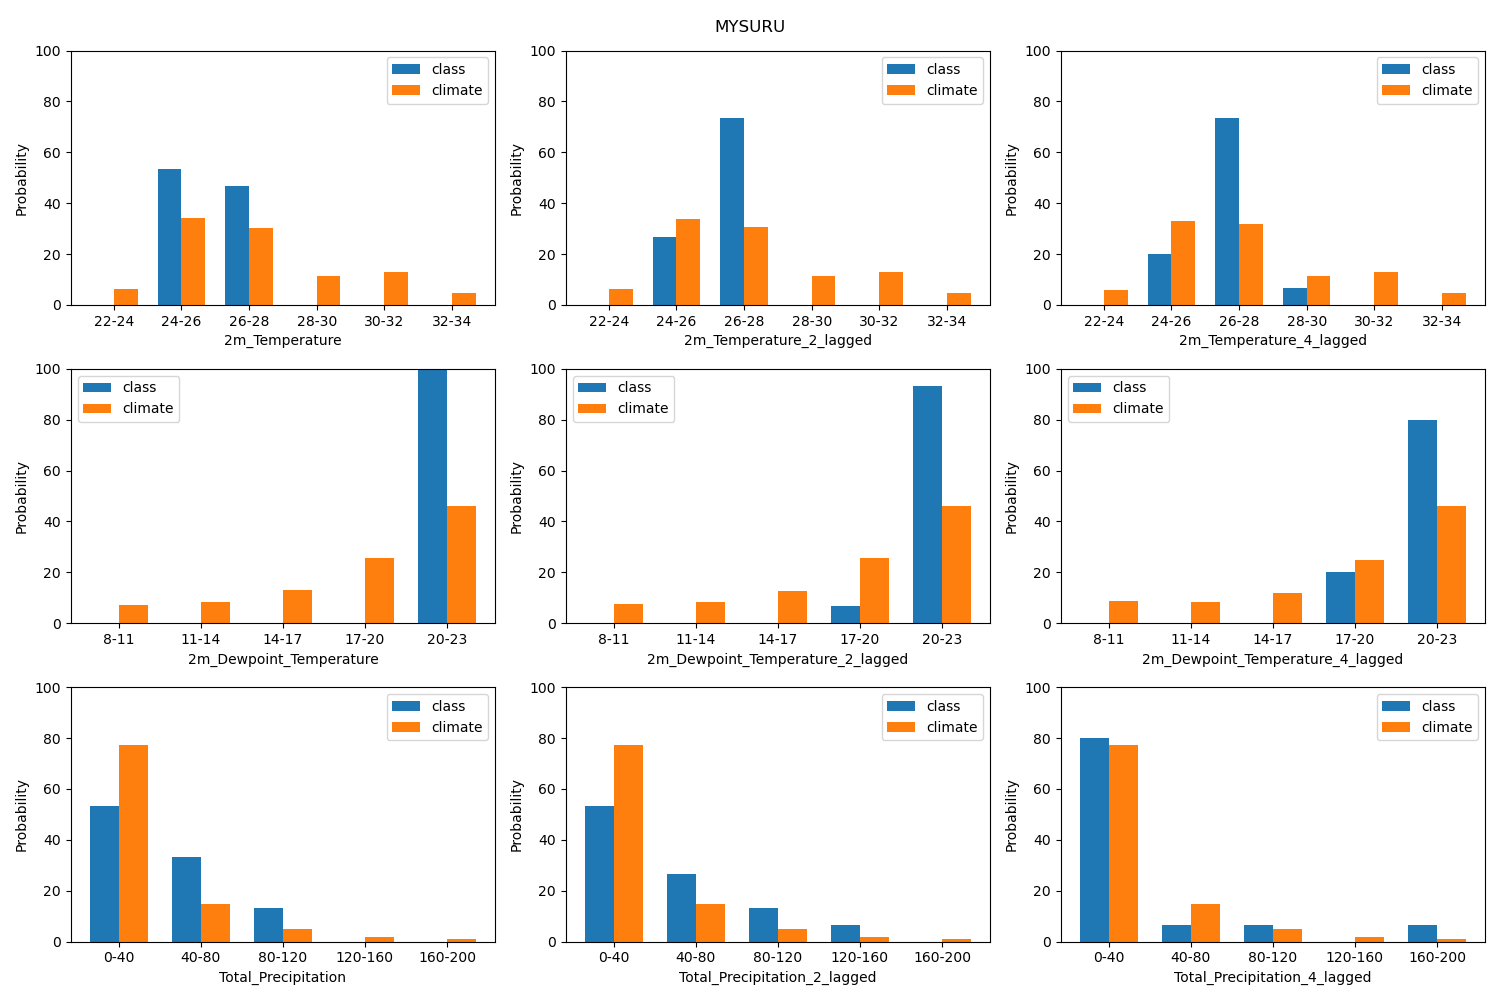 MYSURU
100
80
60
40
20
0
Probability
class
climate
22-24 24-26 26-28 28-30 30-32 32-34
2m_Temperature
100
80
60
40
20
0
Probability
class
climate
22-24 24-26 26-28 28-30 30-32 32-34
2m_Temperature_2_lagged
100
80
60
40
20
0
Probability
class
climate
22-24 24-26 26-28 28-30 30-32 32-34
2m_Temperature_4_lagged
100
80
60
40
20
0
Probability
class
climate
8-11 11-14 14-17 17-20 20-23
2m_Dewpoint_Temperature
100
80
60
40
20
0
Probability
class
climate
8-11 11-14 14-17 17-20 20-23
2m_Dewpoint_Temperature_2_lagged
100
80
60
40
20
0
Probability
class
climate
8-11 11-14 14-17 17-20 20-23
2m_Dewpoint_Temperature_4_lagged
100
80
60
40
20
0
Probability
class
climate
0-40 40-80 80-120 120-160 160-200
Total_Precipitation
100
80
60
40
20
0
Probability
class
climate
0-40 40-80 80-120 120-160 160-200
Total_Precipitation_2_lagged
100
80
60
40
20
0
Probability
class
climate
0-40 40-80 80-120 120-160 160-200
Total_Precipitation_4_lagged